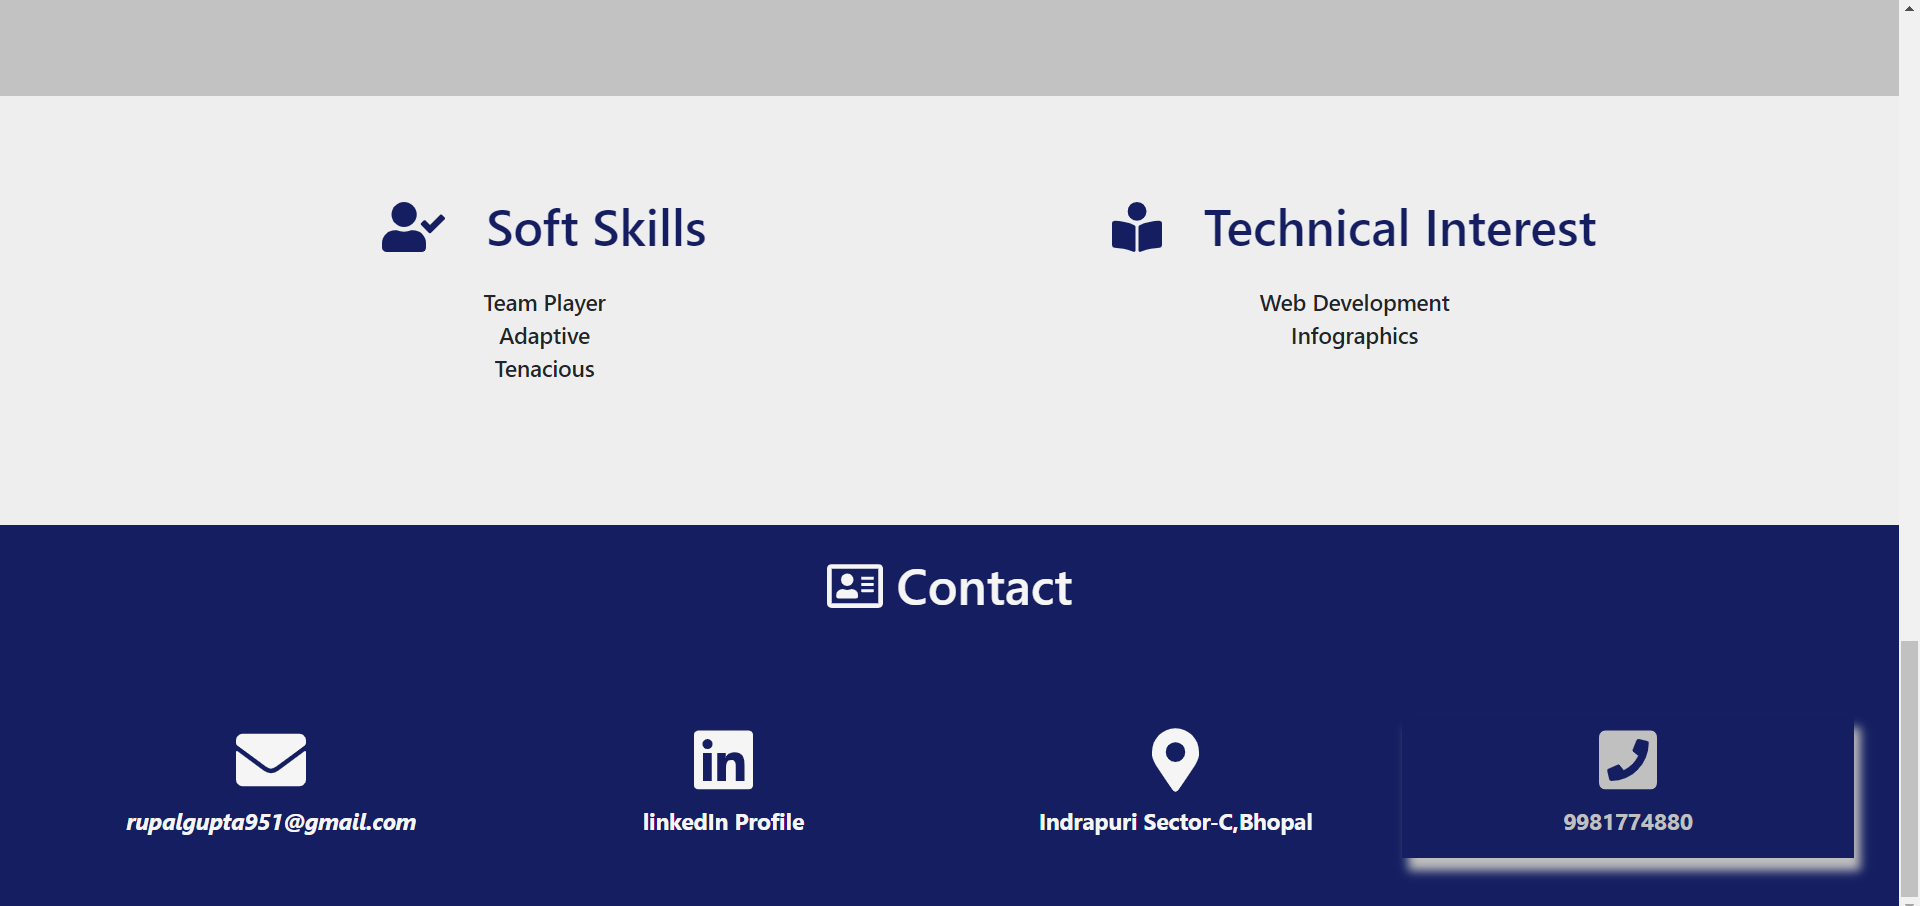 Soft Skills
Team Player
Adaptive
Tenacious
Technical Interest
Web Development
Infographics
Contact
rupalgupta951@gmail.com
in
linkedIn Profile
Indrapuri Sector-C,Bhopal
9981774880